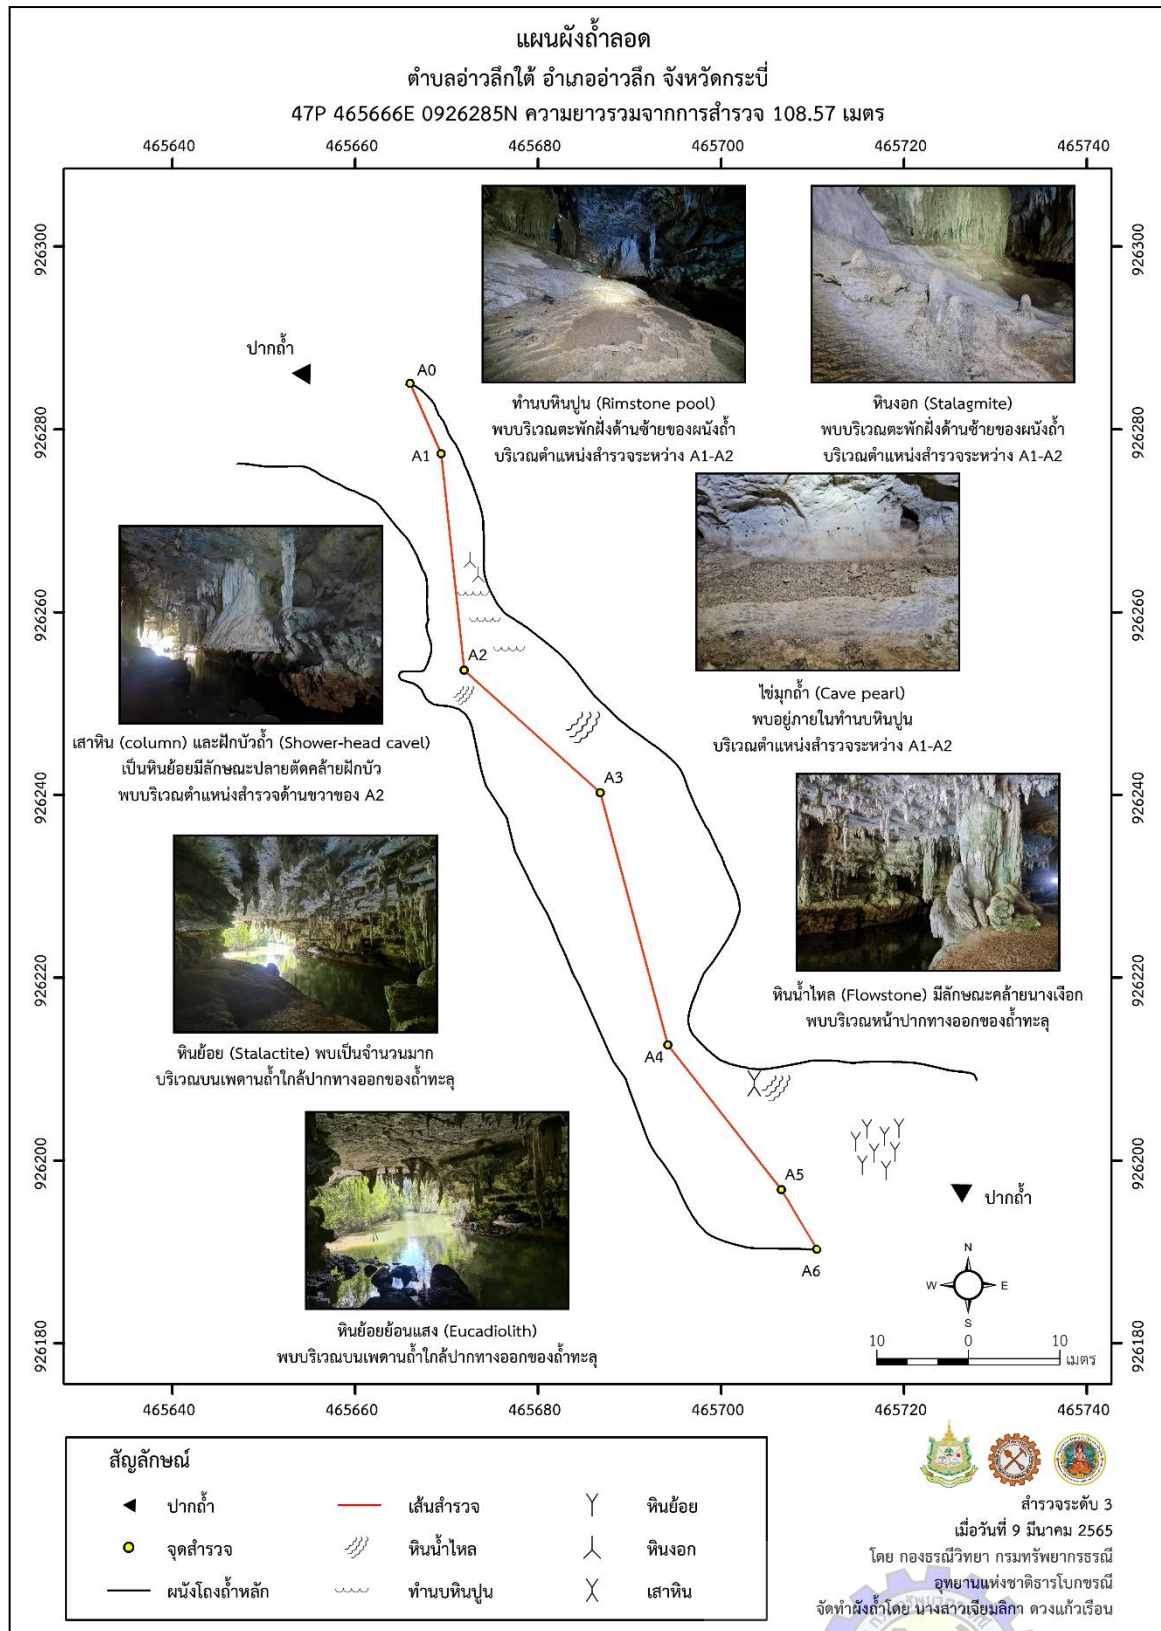 แผนผังถ้ำลอด
ตำบลอ่าวลึกใต้ อำเภออ่าวลึก จังหวัดกระบี่
47P 465666E 0926285N ความยาวรวมจากการสำรวจ 108.57 เมตร
465640 465660 465680 465700 465720 465740
926300
926300
ปากถ้ำ
A0
ทำนบหินปูน (Rimstone pool)
พบบริเวณตะพักฝั่งด้านซ้ายของผนังถ้ำ
บริเวณตำแหน่งสำรวจระหว่าง A1-A2
หินงอก (Stalagmite)
พบบริเวณตะพักฝั่งด้านซ้ายของผนังถ้ำ
บริเวณตำแหน่งสำรวจระหว่าง A1-A2
926280
926280
A1
926260
926260
A2
ไข่มุกถ้ำ (Cave pearl)
พบอยู่ภายในทำนบหินปูน
บริเวณตำแหน่งสำรวจระหว่าง A1-A2
เสาหิน (column) และฝักบัวถ้ำ (Shower-head cavel)
เป็นหินย้อยมีลักษณะปลายตัดคล้ายฝักบัว
พบบริเวณตำแหน่งสำรวจด้านขวาของ A2
A3
926240
926240
926220
926220
หินน้ำไหล (Flowstone) มีลักษณะคล้ายนางเงือก
พบบริเวณหน้าปากทางออกของถ้ำทะลุ
หินย้อย (Stalactite) พบเป็นจำนวนมาก
บริเวณบนเพดานถ้ำใกล้ปากทางออกของถ้ำทะลุ
A4
926200
926200
A5
ปากถ้ำ
A6
N
W E
S
หินย้อยย้อนแสง (Eucadiolith)
พบบริเวณบนเพดานถ้ำใกล้ปากทางออกของถ้ำทะลุ
926180
926180
10 0 10
เมตร
465640 465660 465680 465700 465720 465740
สัญลักษณ์
ปากถ้ำ เส้นสำรวจ หินย้อย
จุดสำรวจ หินน้ำไหล หินงอก
ผนังโถงถ้ำหลัก ทำนบหินปูน เสาหิน
สำรวจระดับ 3
เมื่อวันที่ 9 มีนาคม 2565
โดย กองธรณีวิทยา กรมทรัพยากรธรณี
อุทยานแห่งชาติธารโบกขรณี
จัดทำผังถ้ำโดย นางสาวเจียมลิกา ดวงแก้วเรือน